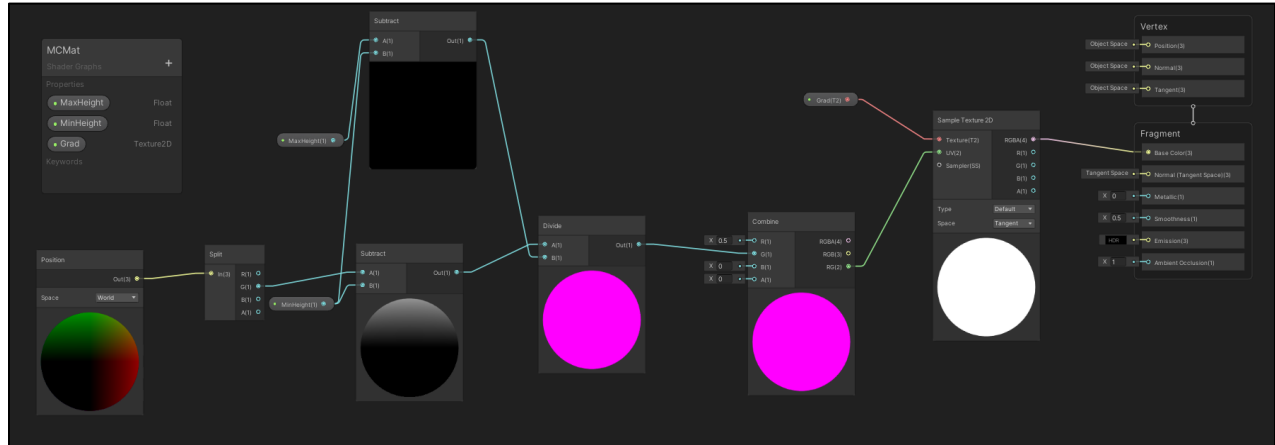 MCMat
Shader Graphs
+
Properties
MaxHeight Float
MinHeight Float
Grad Texture2D
Keywords
Subtract
A(1) Out(1)
B(1)
MaxHeight(1)
Position
Out(3)
Space World
Split
In(3) R(1)
G(1)
B(1)
A(1)
MinHeight(1)
Subtract
A(1) Out(1)
B(1)
Divide
A(1) Out(1)
B(1)
Combine
X 0.5 R(1) RGBA(4)
G(1) RGB(3)
X 0 B(1) RG(2)
X 0 A(1)
Grad(T2)
Sample Texture 2D
Texture(T2) RGBA(4)
UV(2) R(1)
Sampler(SS) G(1)
B(1)
A(1)
Type Default
Space Tangent
Vertex
Object Space Position(3)
Object Space Normal(3)
Object Space Tangent(3)
Fragment
Base Color(3)
Tangent Space Normal (Tangent Space)(3)
X 0 Metallic(1)
X 0.5 Smoothness(1)
HDR Emission(3)
X 1 Ambient Occlusion(1)